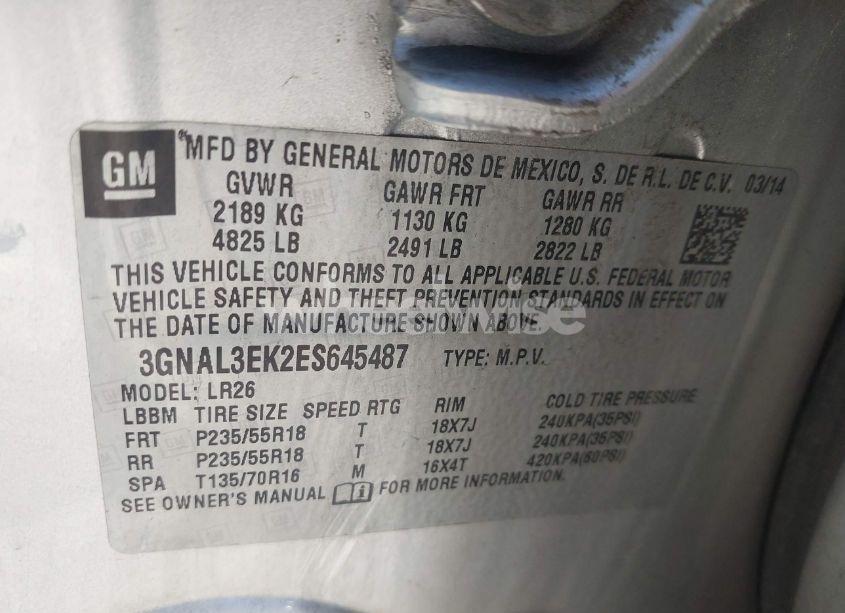 GM
MFD BY GENERAL MOTORS DE MEXICO, S. DE R.L. DE C.V. 03/14
GVWR GAWR FRT GAWR RR
2189 KG 1130 KG 1280 KG
4825 LB 2491 LB 2822 LB
THIS VEHICLE CONFORMS TO ALL APPLICABLE U.S. FEDERAL MOTOR
VEHICLE SAFETY AND THEFT PREVENTION STANDARDS IN EFFECT ON
THE DATE OF MANUFACTURE SHOWN ABOVE.
3GNAL3EK2ES645487 TYPE: M.P.V.
MODEL: LR26
LBBM TIRE SIZE SPEED RTG RIM COLD TIRE PRESSURE
FRT P235/55R18 T 18X7J 240KPA(35PSI)
RR P235/55R18 T 18X7J 240KPA(35PSI)
SPA T135/70R16 M 16X4T 420KPA(60PSI)
SEE OWNER'S MANUAL FOR MORE INFORMATION.